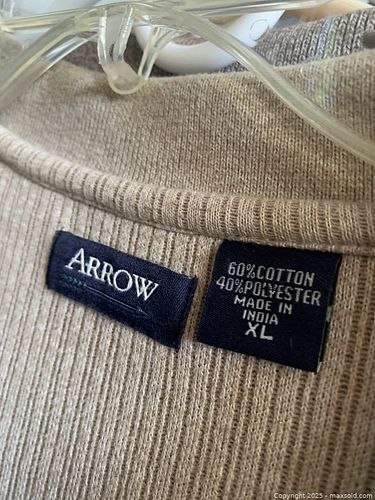 ARROW
60%COTTON
40%POLYESTER
MADE IN
INDIA
XL
Copyright 2025 - maxsold.com